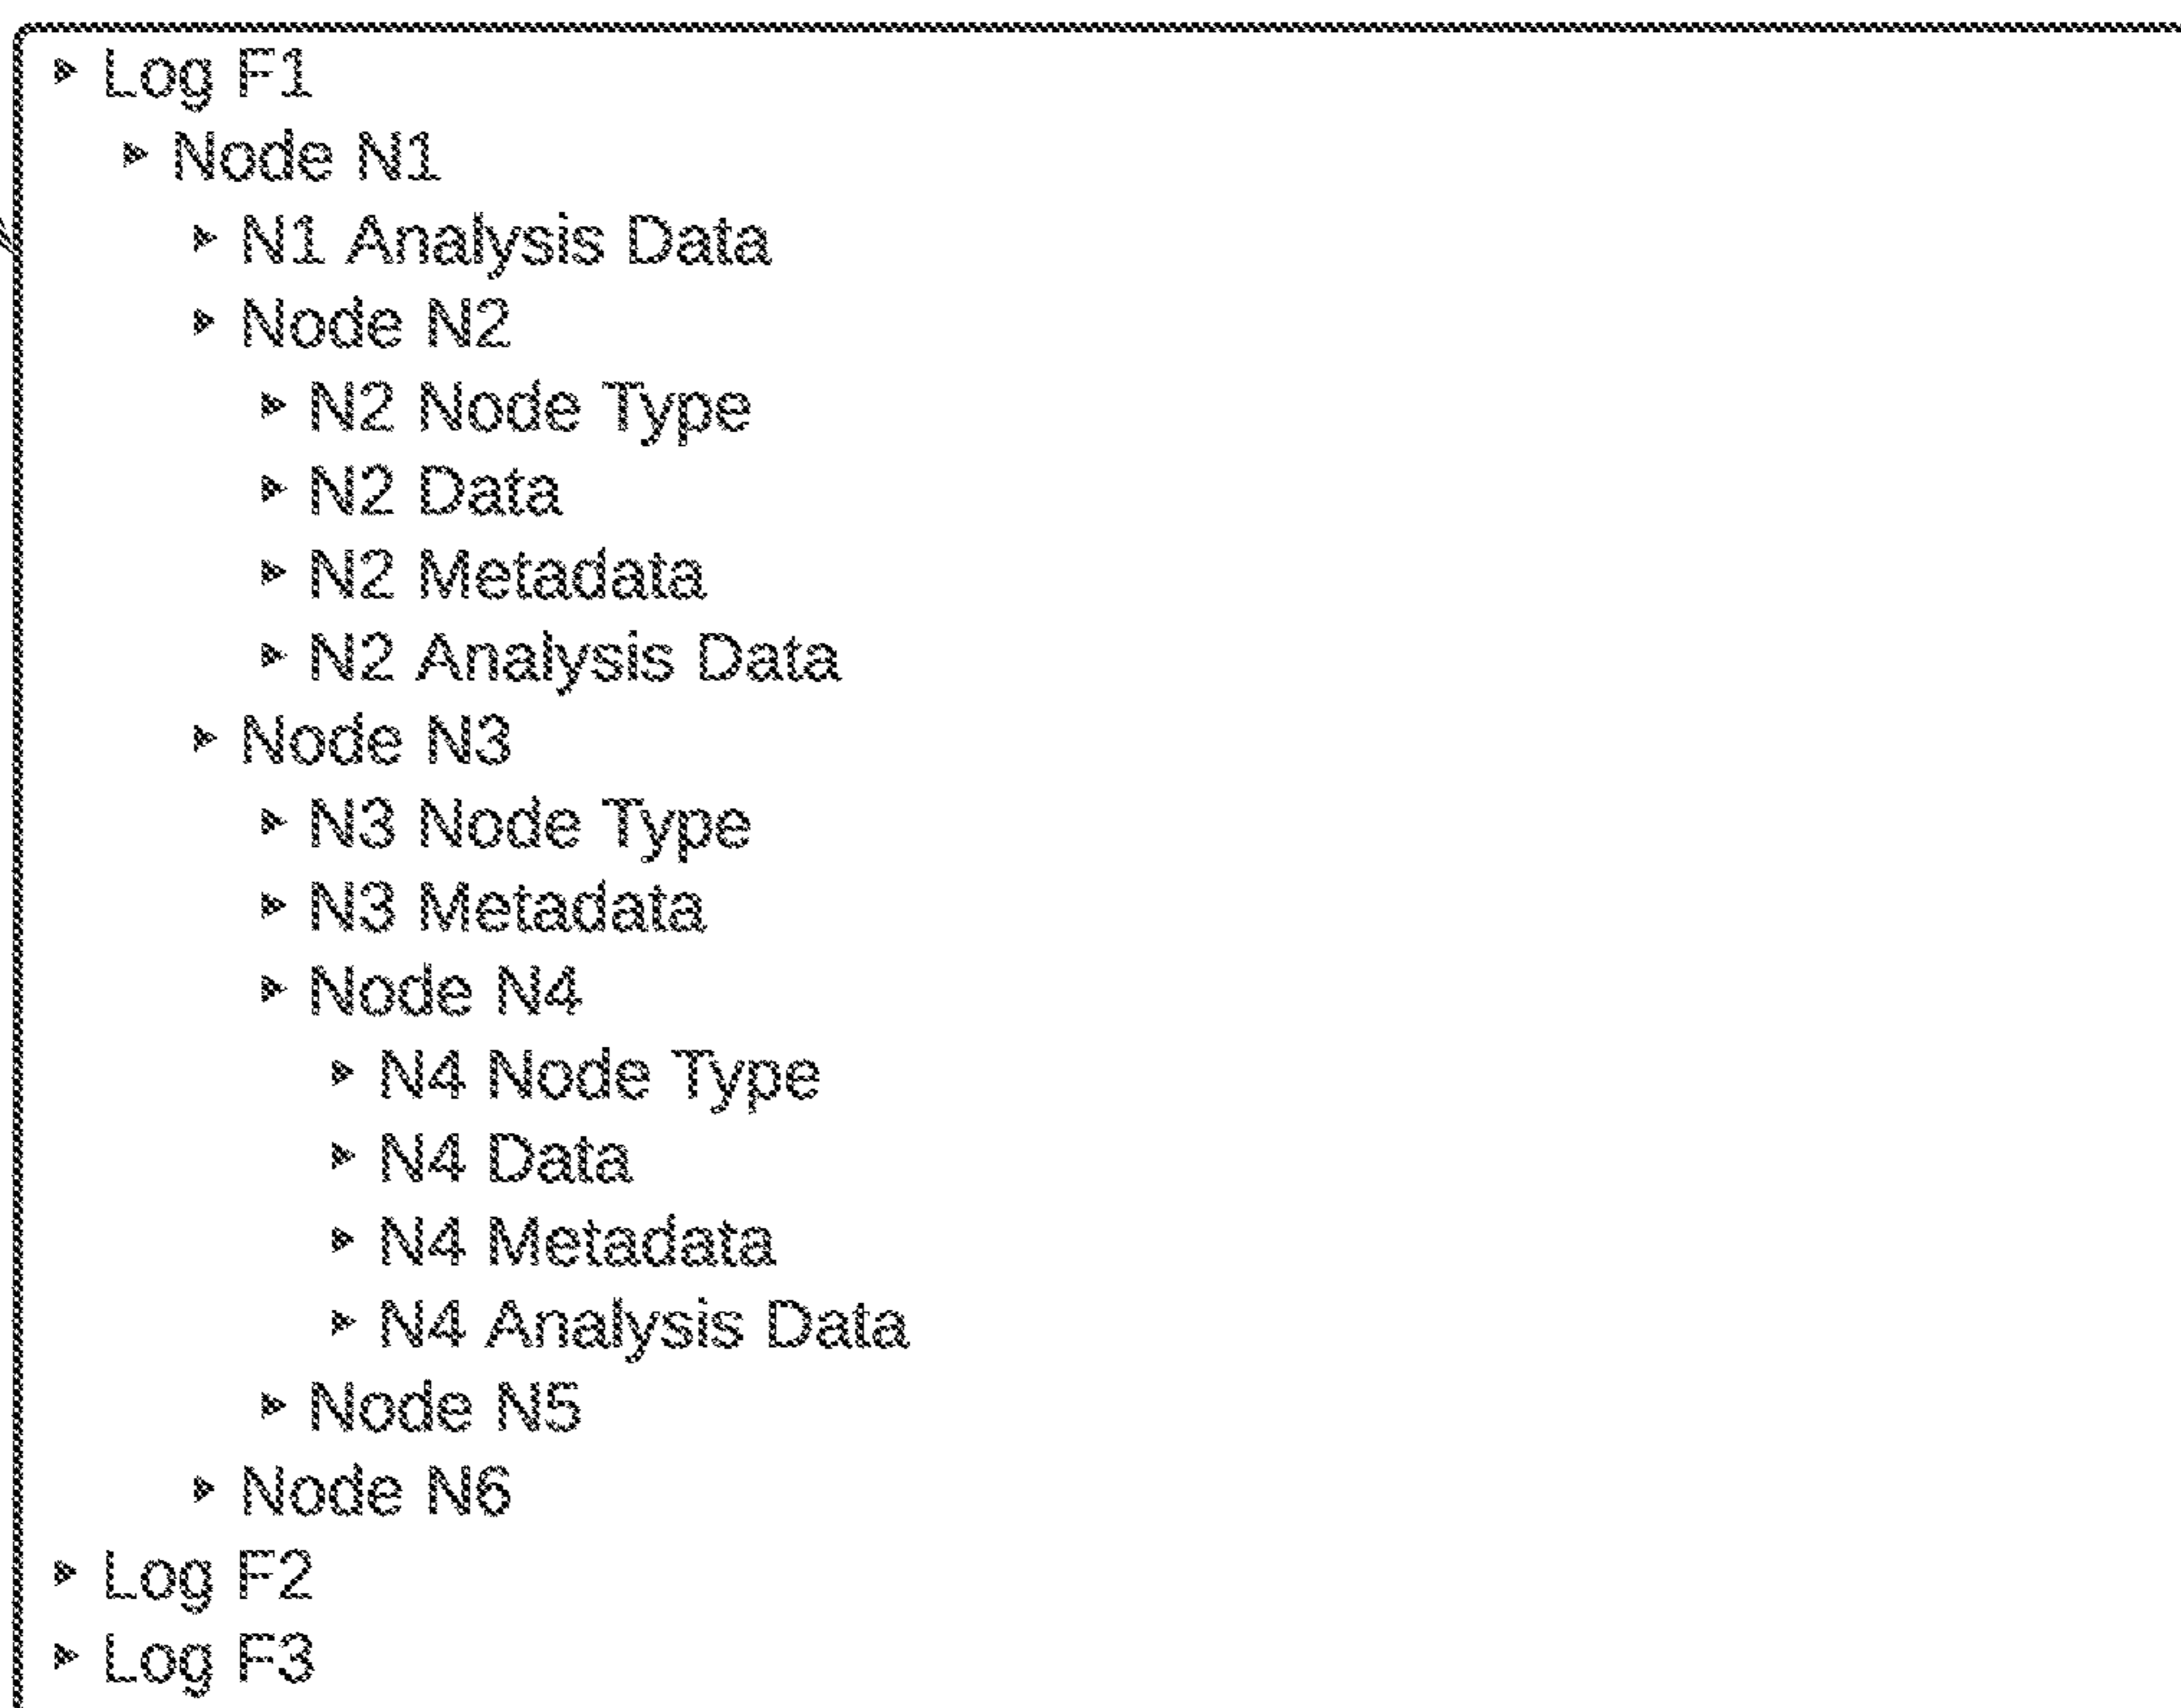 Log F1
Node N1
N1 Analysis Data
Node N2
N2 Node Type
N2 Data
N2 Metadata
N2 Analysis Data
Node N3
N3 Node Type
N3 Metadata
Node N4
N4 Node Type
N4 Data
N4 Metadata
N4 Analysis Data
Node N5
Node N6
Log F2
Log F3